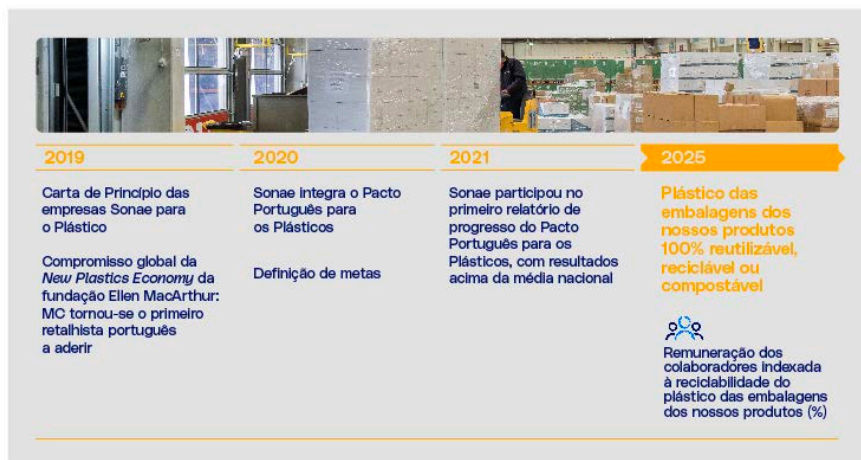 2019
Carta de Princípio das
empresas Sonae para
o Plástico
Compromisso global da
New Plastics Economy da
fundação Ellen MacArthur:
MC tornou-se o primeiro
retalhista português
a aderir
2020
Sonae integra o Pacto
Português para
os Plásticos
Definição de metas
2021
Sonae participou no
primeiro relatório de
progresso do Pacto
Português para os
Plásticos, com resultados
acima da média nacional
2025
Plástico das
embalagens dos
nossos produtos
100% reutilizável,
reciclável ou
compostável
Remuneração dos
colaboradores indexada
à reciclabilidade do
plástico das embalagens
dos nossos produtos (%)